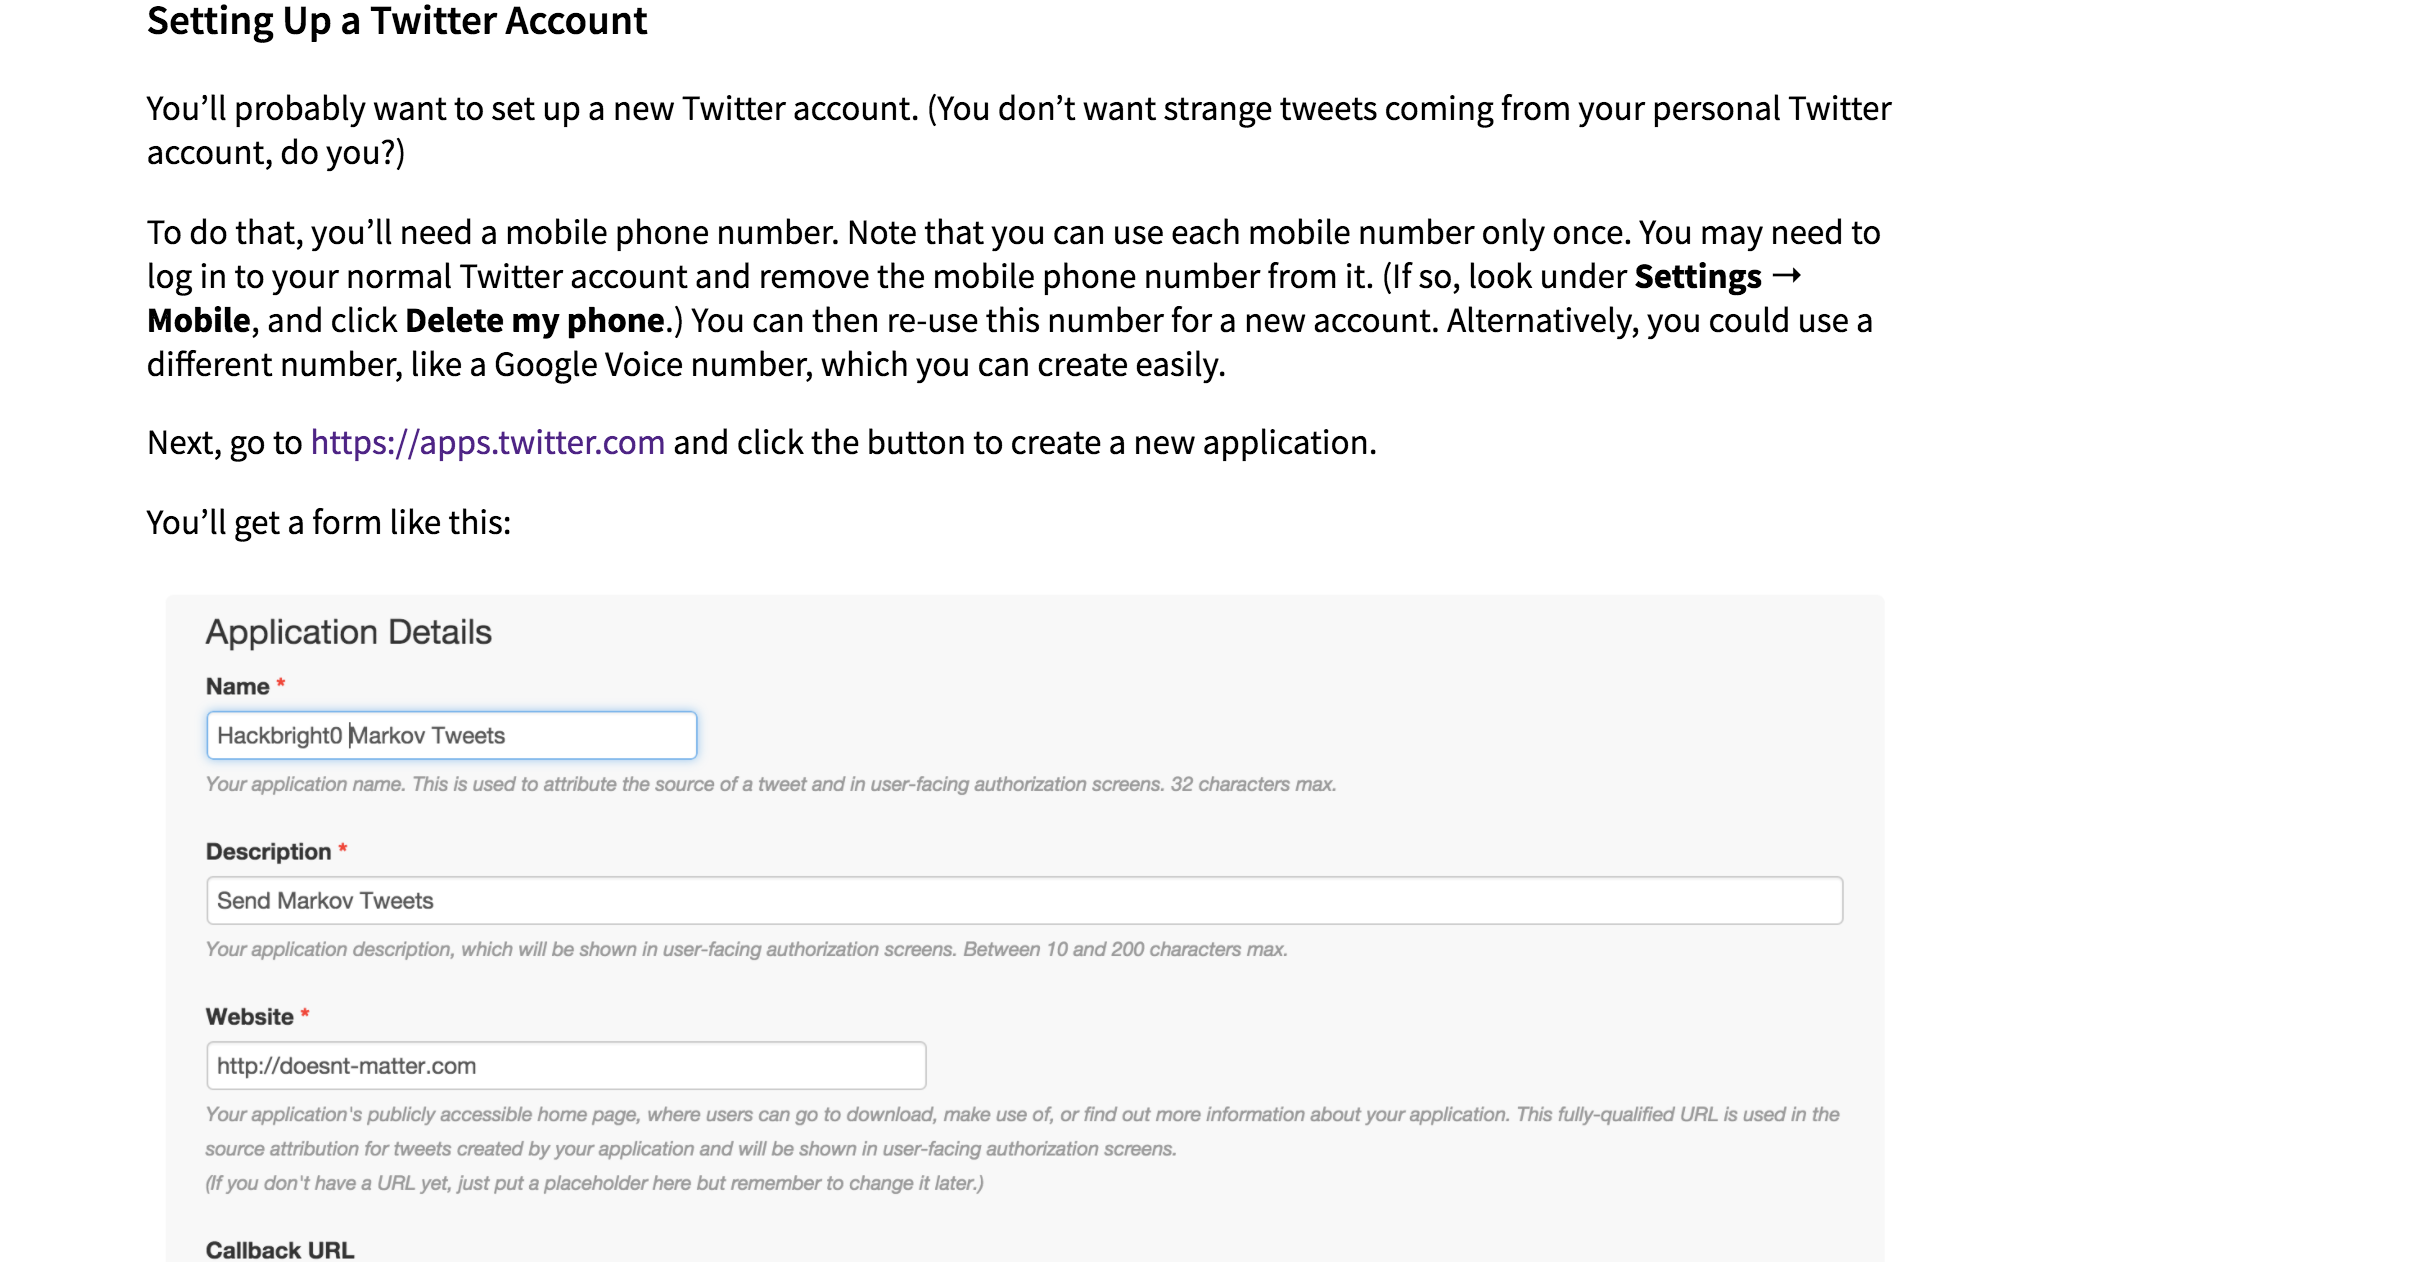 Setting Up a Twitter Account
You’ll probably want to set up a new Twitter account. (You don’t want strange tweets coming from your personal Twitter
account, do you?)
To do that, you’ll need a mobile phone number. Note that you can use each mobile number only once. You may need to
log in to your normal Twitter account and remove the mobile phone number from it. (If so, look under Settings →
Mobile, and click Delete my phone.) You can then re-use this number for a new account. Alternatively, you could use a
different number, like a Google Voice number, which you can create easily.
Next, go to https://apps.twitter.com and click the button to create a new application.
You’ll get a form like this:
Application Details
Name *
Hackbright0 Markov Tweets
Your application name. This is used to attribute the source of a tweet and in user-facing authorization screens. 32 characters max.
Description *
Send Markov Tweets
Your application description, which will be shown in user-facing authorization screens. Between 10 and 200 characters max.
Website *
http://doesnt-matter.com
Your application's publicly accessible home page, where users can go to download, make use of, or find out more information about your application. This fully-qualified URL is used in the
source attribution for tweets created by your application and will be shown in user-facing authorization screens.
(If you don't have a URL yet, just put a placeholder here but remember to change it later.)
Callback URL